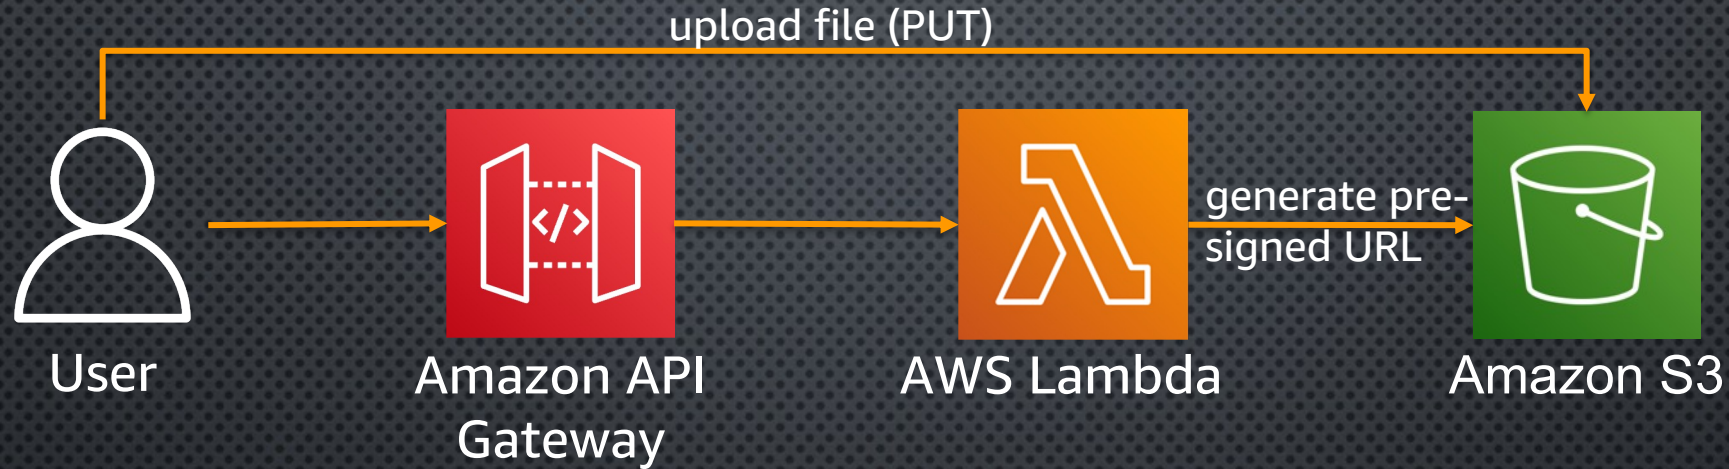 upload file (PUT)
</>
generate pre-
signed URL
User
Amazon API
Gateway
AWS Lambda
Amazon S3